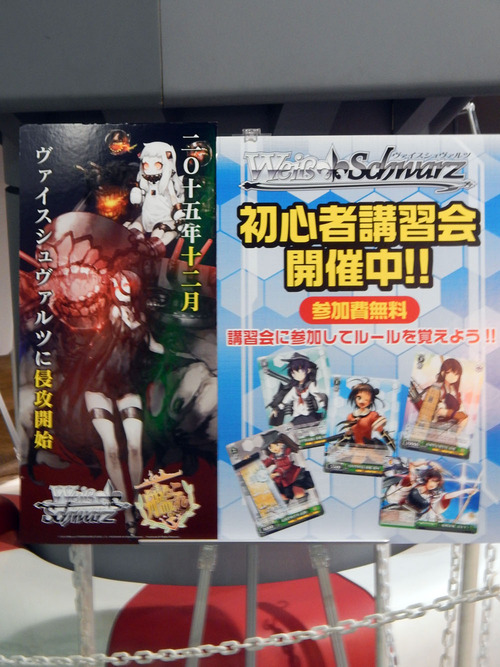 二〇十五年十二月
ヴァイスシュヴァルツに侵攻開始
Weiß Schwarz
ヴァイスシュヴァルツ
Weiß Schwarz
初心者講習会
開催中!!
参加費無料
講習会に参加してルールを覚えよう!!